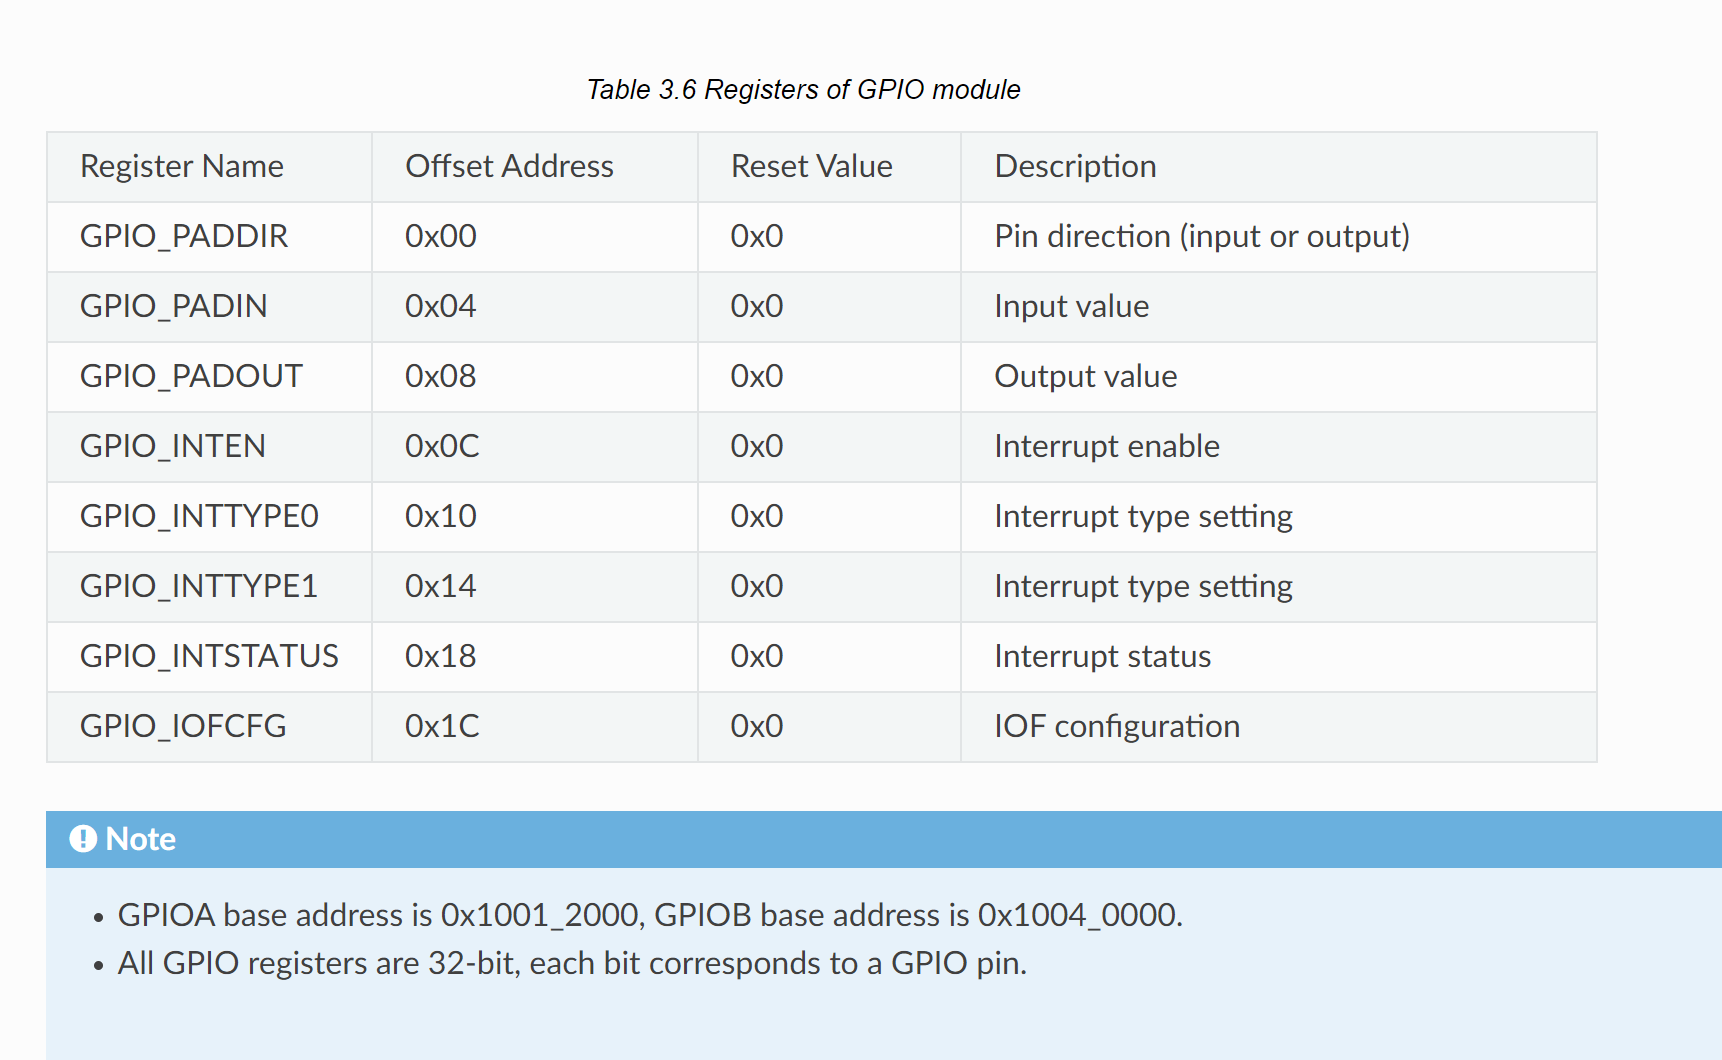 Table 3.6 Registers of GPIO module
Register Name Offset Address Reset Value Description
GPIO_PADDIR 0x00 0x0 Pin direction (input or output)
GPIO_PADIN 0x04 0x0 Input value
GPIO_PADOUT 0x08 0x0 Output value
GPIO_INTEN 0x0C 0x0 Interrupt enable
GPIO_INTTYPE0 0x10 0x0 Interrupt type setting
GPIO_INTTYPE1 0x14 0x0 Interrupt type setting
GPIO_INTSTATUS 0x18 0x0 Interrupt status
GPIO_IOFCFG 0x1C 0x0 IOF configuration
Note
• GPIOA base address is 0x1001_2000, GPIOB base address is 0x1004_0000.
• All GPIO registers are 32-bit, each bit corresponds to a GPIO pin.